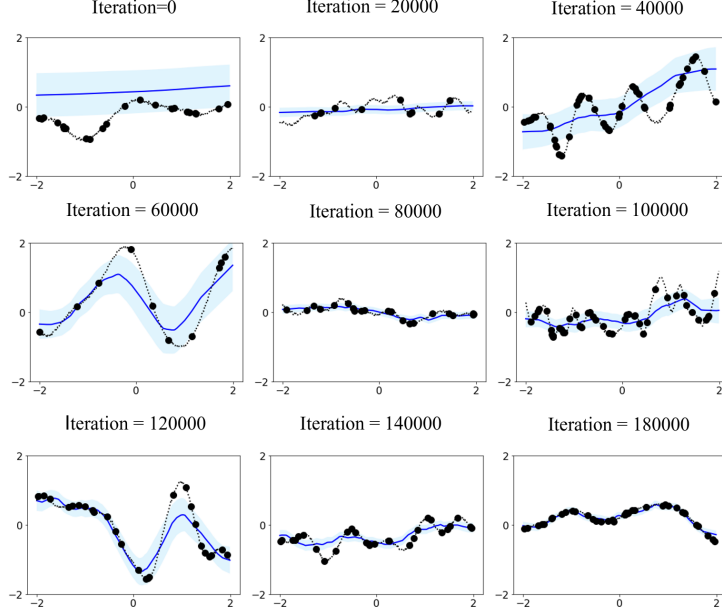 Iteration=0 Iteration = 20000 Iteration = 40000
2 2 2
0 0 0
−2 −2 −2
−2 0 2 −2 0 2 −2 0 2
Iteration = 60000 Iteration = 80000 Iteration = 100000
2 2 2
0 0 0
−2 −2 −2
−2 0 2 −2 0 2 −2 0 2
Iteration = 120000 Iteration = 140000 Iteration = 180000
2 2 2
0 0 0
−2 −2 −2
−2 0 2 −2 0 2 −2 0 2